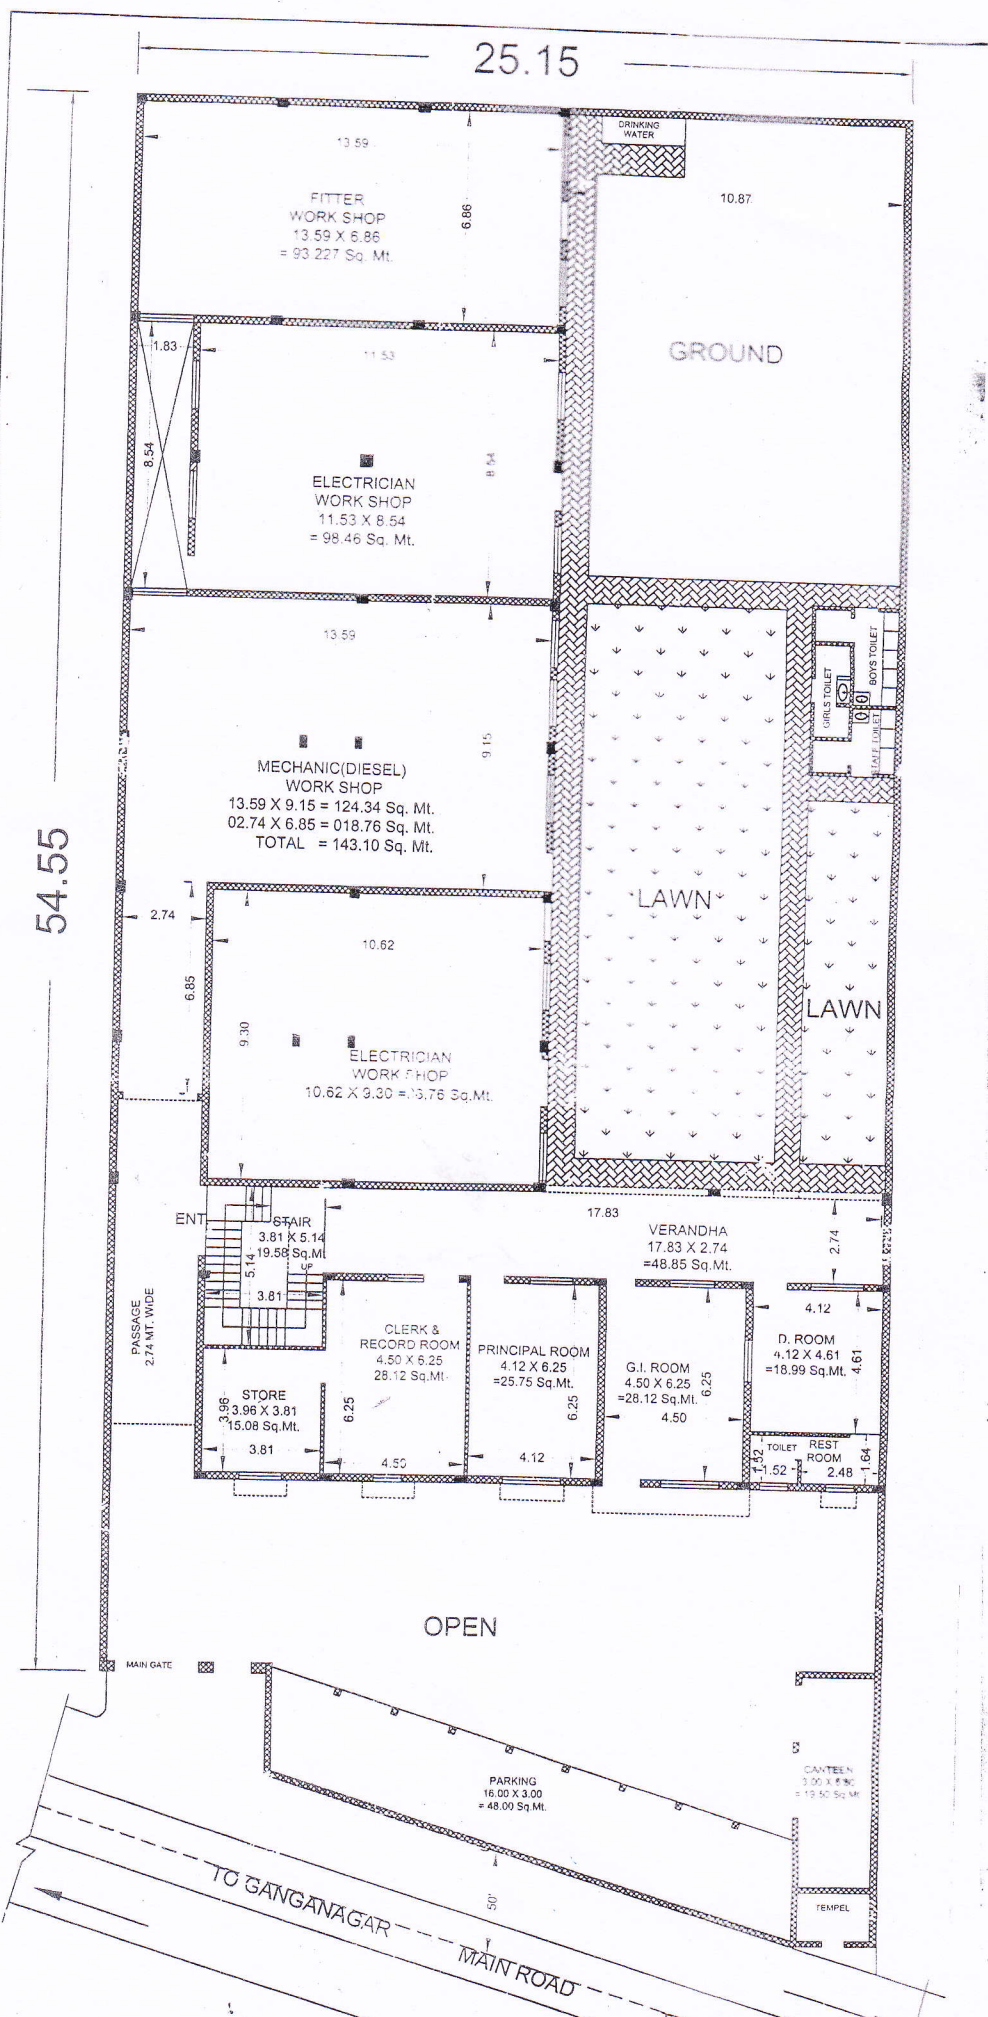 25.15
DRINKING
WATER
13.59
10.87
6.86
FITTER
WORK SHOP
13.59 X 6.86
= 93.227 Sq. Mt.
1.83
11.53
GROUND
8.54
8.54
ELECTRICIAN
WORK SHOP
11.53 X 8.54
= 98.46 Sq. Mt.
13.59
9.15
BOYS TOILET
GIRLS TOILET
STAFF TOILET
MECHANIC(DIESEL)
WORK SHOP
13.59 X 9.15 = 124.34 Sq. Mt.
02.74 X 6.85 = 018.76 Sq. Mt.
TOTAL = 143.10 Sq. Mt.
54.55
LAWN
2.74
10.62
6.85
LAWN
9.30
ELECTRICIAN
WORK SHOP
10.62 X 9.30
Sq.Mt.
ENT
STAIR
3.81 X 5.14
19.58 Sq.Mt.
UP
5.14
3.81
17.83
VERANDHA
17.83 X 2.74
=48.85 Sq.Mt.
2.74
PASSAGE
2.74 MT. WIDE
CLERK &
RECORD ROOM
4.50 X 6.25
28.12 Sq.Mt.
6.25
4.50
PRINCIPAL ROOM
4.12 X 6.25
=25.75 Sq.Mt.
6.25
4.12
G.I. ROOM
4.50 X 6.25
=28.12 Sq.Mt.
6.25
4.50
4.12
D. ROOM
4.12 X 4.61
=18.99 Sq.Mt.
4.61
STORE
3.96 X 3.81
15.08 Sq.Mt.
3.96
3.81
TOILET
1.52
1.52
REST
ROOM
2.48
1.64
OPEN
MAIN GATE
PARKING
16.00 X 3.00
= 48.00 Sq.Mt.
CANTEEN
= 19.50 Sq.Mt.
TEMPEL
50'
TO GANGANAGAR
MAIN ROAD